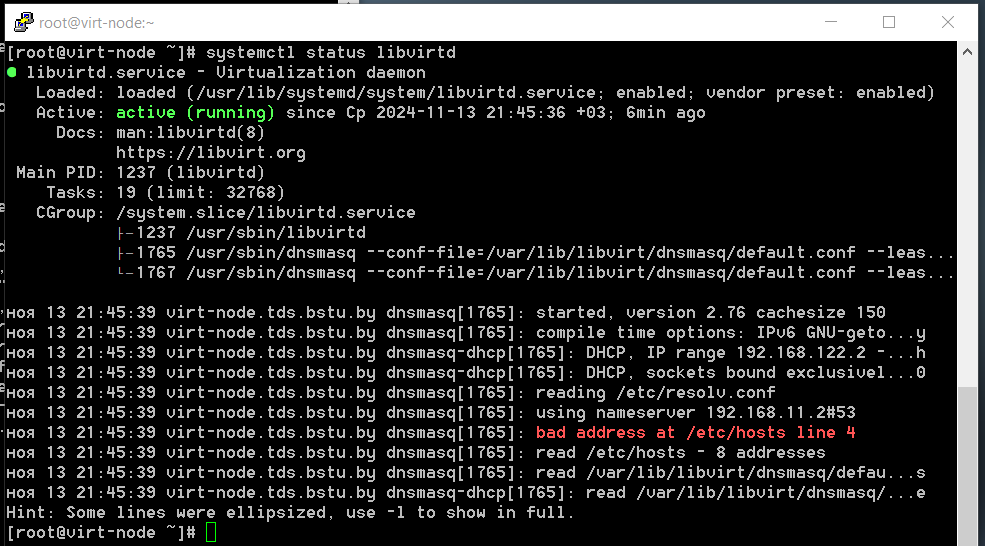 root@virt-node:~
[root@virt-node ~]# systemctl status libvirtd
● libvirtd.service - Virtualization daemon
   Loaded: loaded (/usr/lib/systemd/system/libvirtd.service; enabled; vendor preset: enabled)
   Active: active (running) since Ср 2024-11-13 21:45:36 +03; 6min ago
     Docs: man:libvirtd(8)
           https://libvirt.org
 Main PID: 1237 (libvirtd)
    Tasks: 19 (limit: 32768)
   CGroup: /system.slice/libvirtd.service
           ├─1237 /usr/sbin/libvirtd
           ├─1765 /usr/sbin/dnsmasq --conf-file=/var/lib/libvirt/dnsmasq/default.conf --leas...
           └─1767 /usr/sbin/dnsmasq --conf-file=/var/lib/libvirt/dnsmasq/default.conf --leas...

ноя 13 21:45:39 virt-node.tds.bstu.by dnsmasq[1765]: started, version 2.76 cachesize 150
ноя 13 21:45:39 virt-node.tds.bstu.by dnsmasq[1765]: compile time options: IPv6 GNU-geto...y
ноя 13 21:45:39 virt-node.tds.bstu.by dnsmasq-dhcp[1765]: DHCP, IP range 192.168.122.2 -...h
ноя 13 21:45:39 virt-node.tds.bstu.by dnsmasq-dhcp[1765]: DHCP, sockets bound exclusivel...0
ноя 13 21:45:39 virt-node.tds.bstu.by dnsmasq[1765]: reading /etc/resolv.conf
ноя 13 21:45:39 virt-node.tds.bstu.by dnsmasq[1765]: using nameserver 192.168.11.2#53
ноя 13 21:45:39 virt-node.tds.bstu.by dnsmasq[1765]: bad address at /etc/hosts line 4
ноя 13 21:45:39 virt-node.tds.bstu.by dnsmasq[1765]: read /etc/hosts - 8 addresses
ноя 13 21:45:39 virt-node.tds.bstu.by dnsmasq[1765]: read /var/lib/libvirt/dnsmasq/defau...s
ноя 13 21:45:39 virt-node.tds.bstu.by dnsmasq-dhcp[1765]: read /var/lib/libvirt/dnsmasq/...e
Hint: Some lines were ellipsized, use -l to show in full.
[root@virt-node ~]#